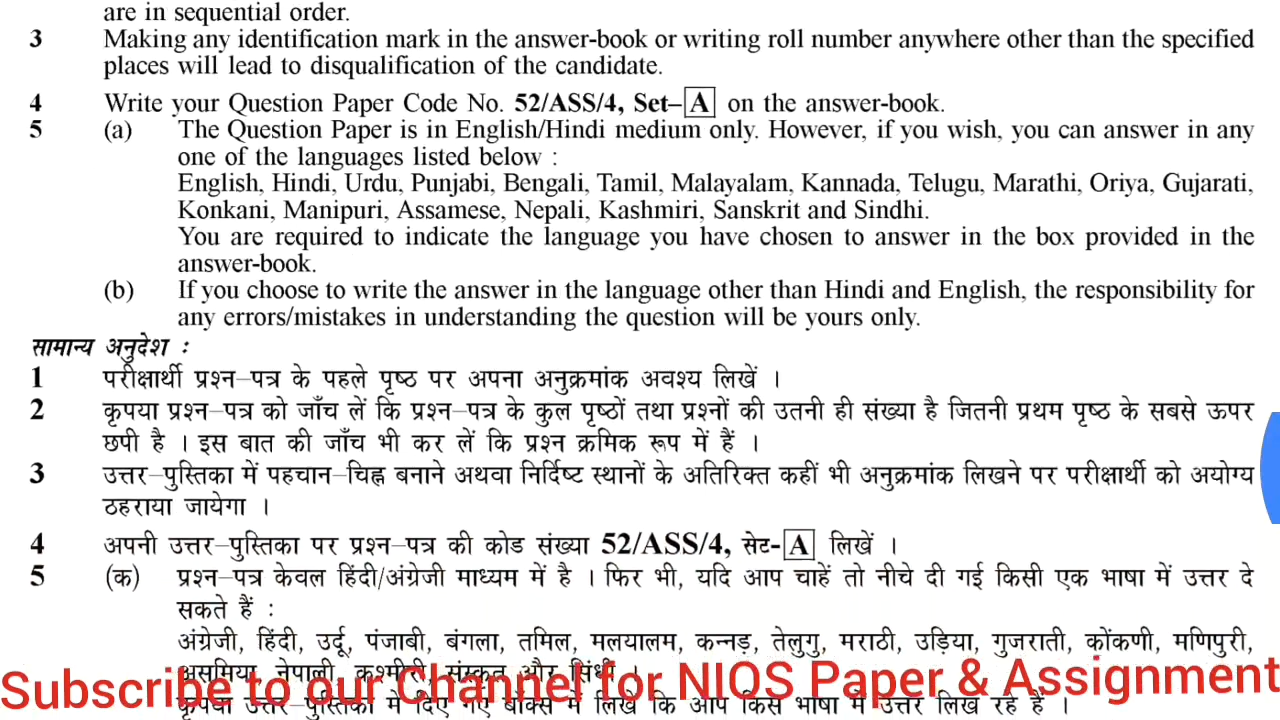 are in sequential order.
3 Making any identification mark in the answer-book or writing roll number anywhere other than the specified
places will lead to disqualification of the candidate.
4 Write your Question Paper Code No. 52/ASS/4, Set–A on the answer-book.
5 (a) The Question Paper is in English/Hindi medium only. However, if you wish, you can answer in any
one of the languages listed below :
English, Hindi, Urdu, Punjabi, Bengali, Tamil, Malayalam, Kannada, Telugu, Marathi, Oriya, Gujarati,
Konkani, Manipuri, Assamese, Nepali, Kashmiri, Sanskrit and Sindhi.
You are required to indicate the language you have chosen to answer in the box provided in the
answer-book.
(b) If you choose to write the answer in the language other than Hindi and English, the responsibility for
any errors/mistakes in understanding the question will be yours only.
सामान्य अनुदेश :
1 परीक्षार्थी प्रश्न–पत्र के पहले पृष्ठ पर अपना अनुक्रमांक अवश्य लिखें ।
2 कृपया प्रश्न–पत्र को जाँच लें कि प्रश्न–पत्र के कुल पृष्ठों तथा प्रश्नों की उतनी ही संख्या है जितनी प्रथम पृष्ठ के सबसे ऊपर
छपी है । इस बात की जाँच भी कर लें कि प्रश्न क्रमिक रूप में हैं ।
3 उत्तर–पुस्तिका में पहचान–चिह्न बनाने अथवा निर्दिष्ट स्थानों के अतिरिक्त कहीं भी अनुक्रमांक लिखने पर परीक्षार्थी को अयोग्य
ठहराया जायेगा ।
4 अपनी उत्तर–पुस्तिका पर प्रश्न–पत्र की कोड संख्या 52/ASS/4, सेट-A लिखें ।
5 (क) प्रश्न–पत्र केवल हिंदी/अंग्रेजी माध्यम में है । फिर भी, यदि आप चाहें तो नीचे दी गई किसी एक भाषा में उत्तर दे
सकते हैं :
अंग्रेजी, हिंदी, उर्दू, पंजाबी, बंगला, तमिल, मलयालम, कन्नड़, तेलुगु, मराठी, उड़िया, गुजराती, कोंकणी, मणिपुरी,
असमिया, नेपाली, कश्मीरी, संस्कृत और सिंधी ।
Subscribe to our Channel for NIOS Paper & Assignment
कृपया उत्तर–पुस्तिका में दिए गए बॉक्स में लिखें कि आप किस भाषा में उत्तर लिख रहे हैं ।